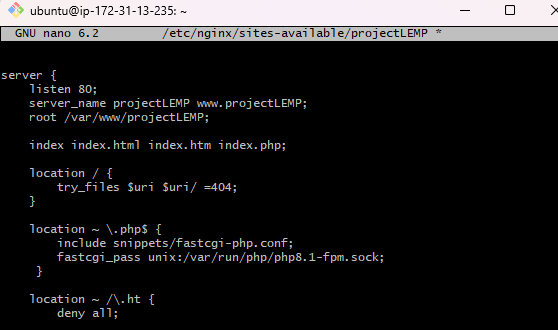 ubuntu@ip-172-31-13-235: ~
GNU nano 6.2 /etc/nginx/sites-available/projectLEMP *
server {
    listen 80;
    server_name projectLEMP www.projectLEMP;
    root /var/www/projectLEMP;
    index index.html index.htm index.php;
    location / {
        try_files $uri $uri/ =404;
    }
    location ~ \.php$ {
        include snippets/fastcgi-php.conf;
        fastcgi_pass unix:/var/run/php/php8.1-fpm.sock;
     }
    location ~ /\.ht {
        deny all;